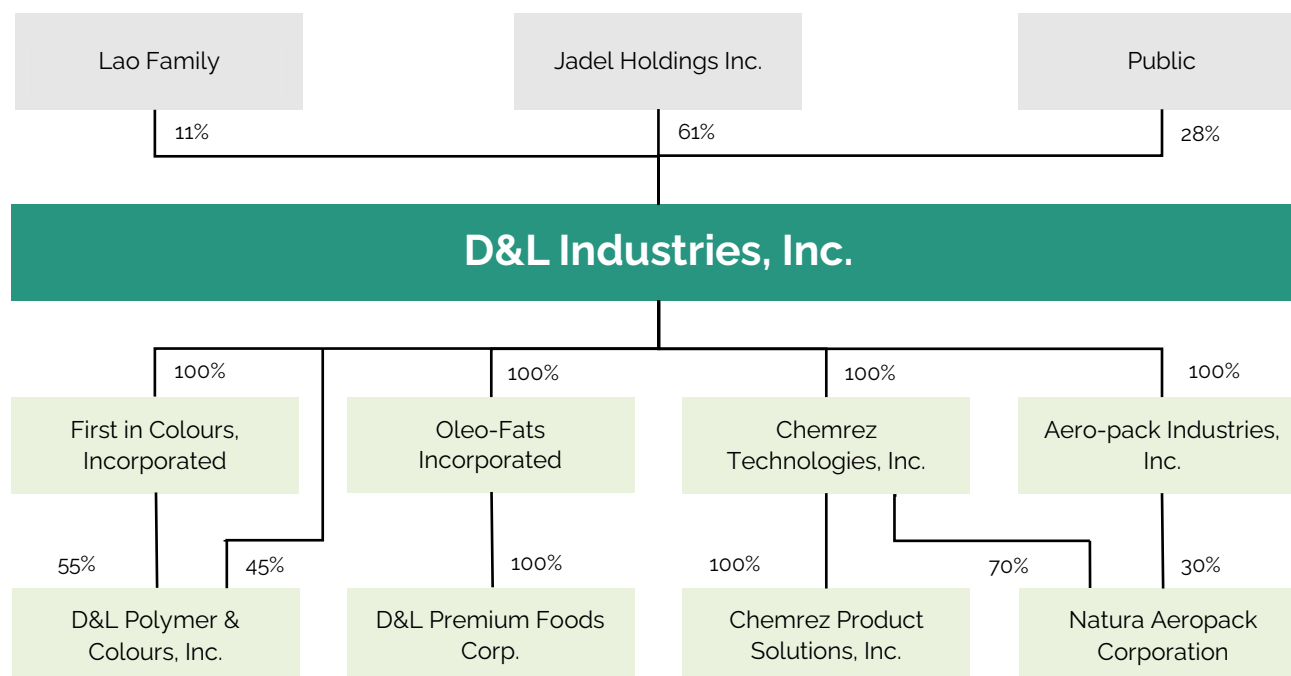 Lao Family
Jadel Holdings Inc.
Public
11%
61%
28%
D&L Industries, Inc.
100%
100%
100%
100%
First in Colours,
Incorporated
Oleo-Fats
Incorporated
Chemrez
Technologies, Inc.
Aero-pack Industries,
Inc.
55%
45%
100%
100%
70%
30%
D&L Polymer &
Colours, Inc.
D&L Premium Foods
Corp.
Chemrez Product
Solutions, Inc.
Natura Aeropack
Corporation